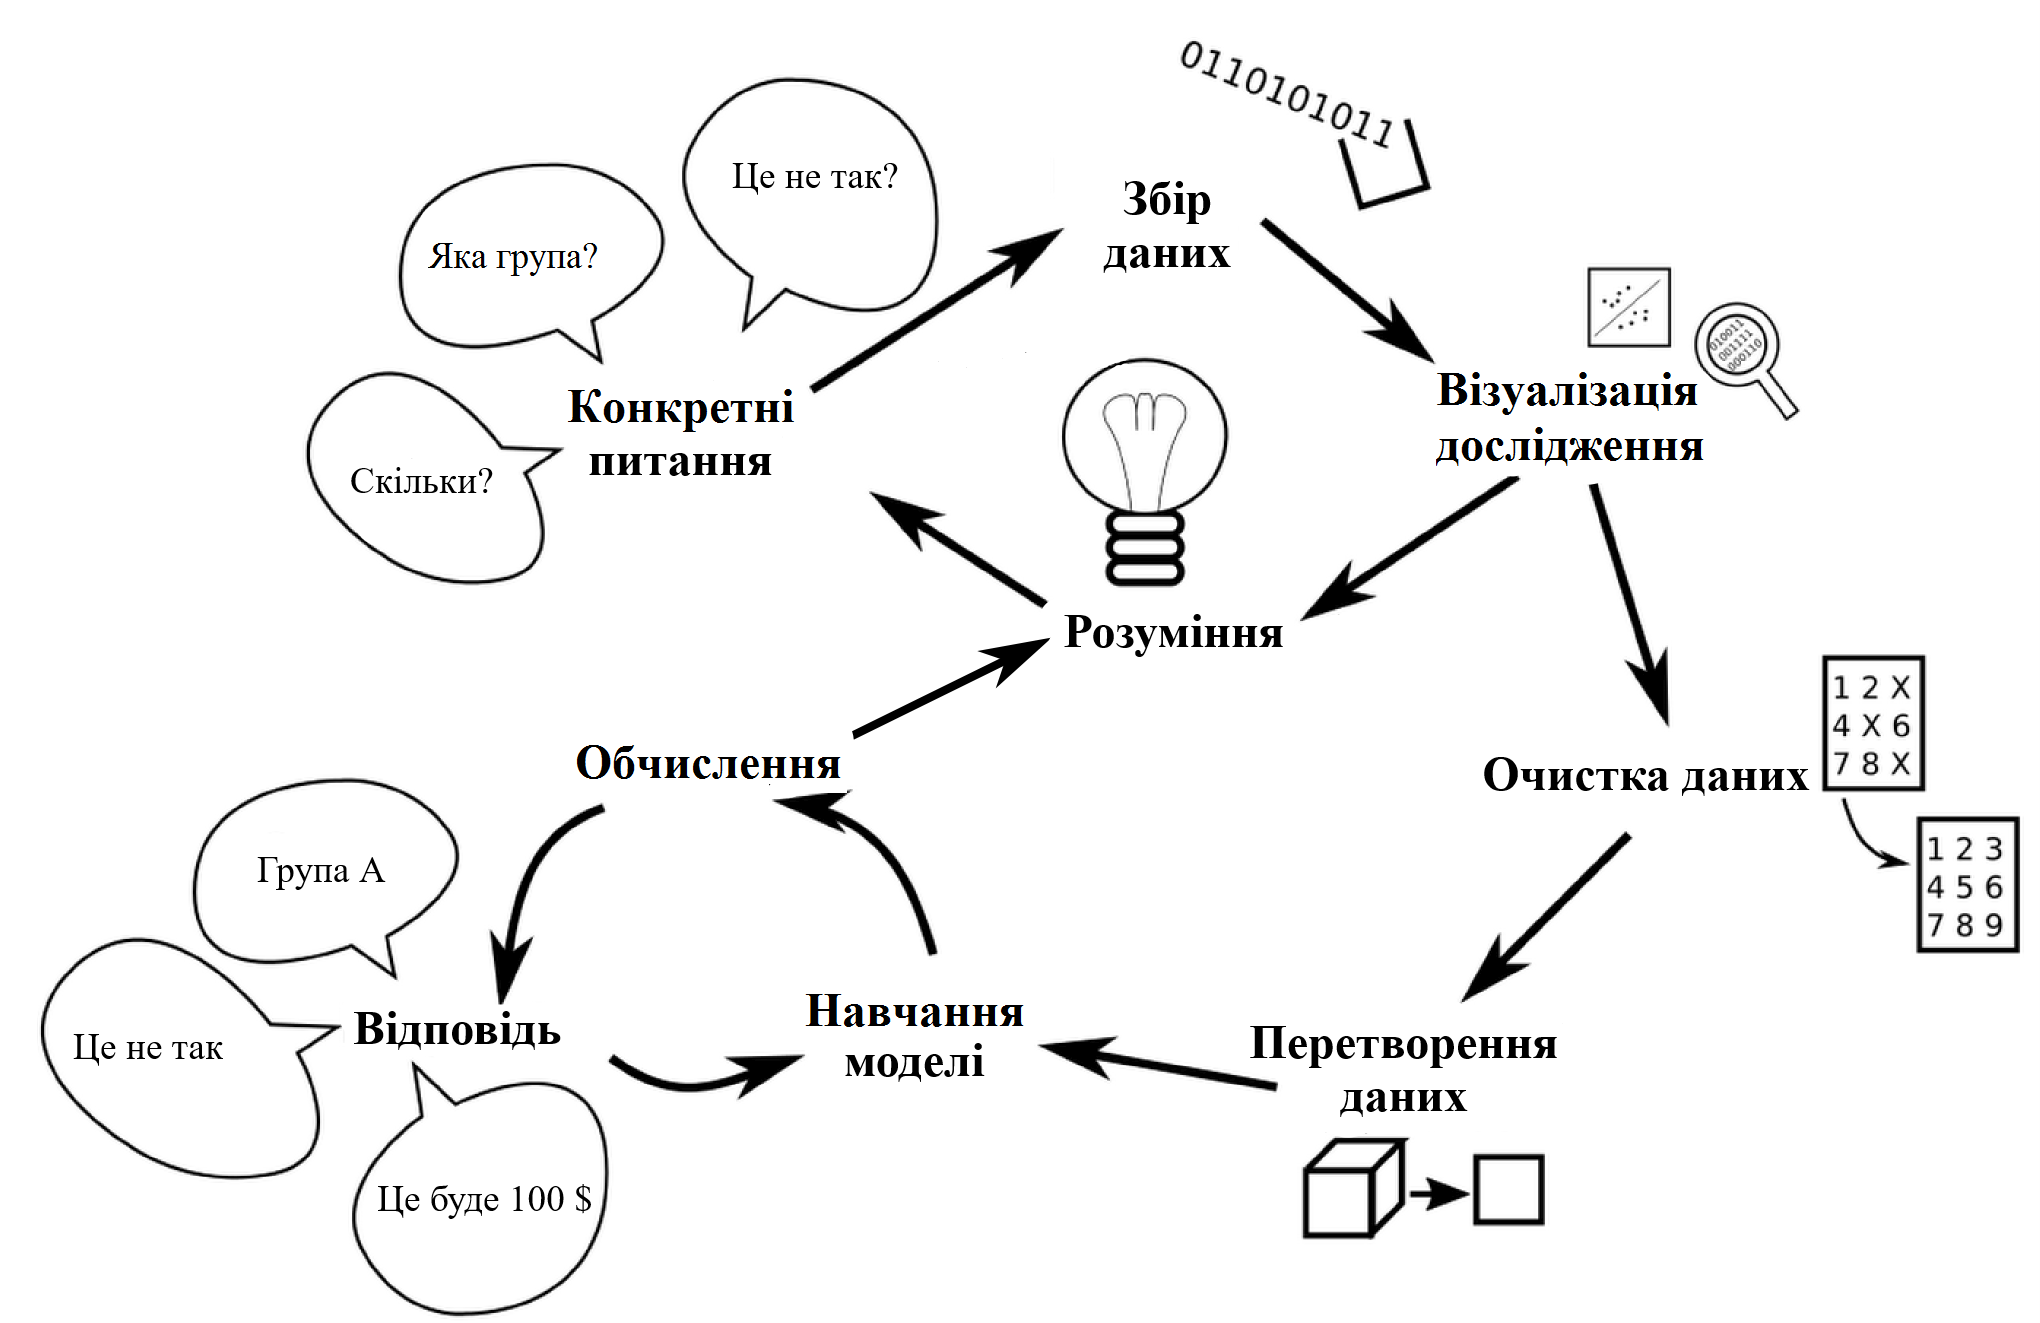 0110101011
Це не так?
Збір
даних
Яка група?
010011
001111
000110
Конкретні
питання
Візуалізація
дослідження
Скільки?
Розуміння
1 2 X
4 X 6
7 8 X
Обчислення
Очистка даних
1 2 3
4 5 6
7 8 9
Група А
Відповідь
Це не так
Навчання
моделі
Перетворення
даних
Це буде 100 $